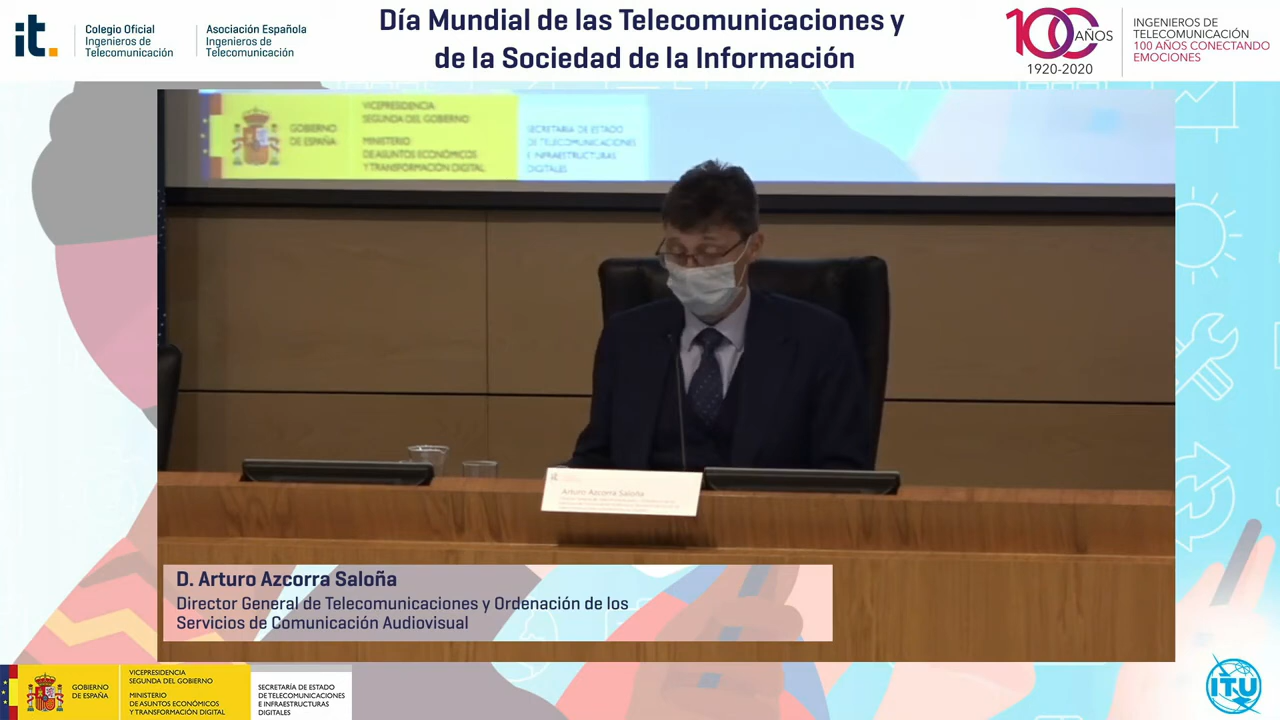 it.
Colegio Oficial
Ingenieros de
Telecomunicación
Asociación Española
Ingenieros de
Telecomunicación
Día Mundial de las Telecomunicaciones y
de la Sociedad de la Información
100 AÑOS
1920-2020
INGENIEROS DE
TELECOMUNICACIÓN
100 AÑOS CONECTANDO
EMOCIONES
GOBIERNO
DE ESPAÑA
VICEPRESIDENCIA
SEGUNDA DEL GOBIERNO
MINISTERIO
DE ASUNTOS ECONÓMICOS
Y TRANSFORMACIÓN DIGITAL
SECRETARÍA DE ESTADO
DE TELECOMUNICACIONES
E INFRAESTRUCTURAS
DIGITALES
it
Arturo Azcorra Saloña
D. Arturo Azcorra Saloña
Director General de Telecomunicaciones y Ordenación de los
Servicios de Comunicación Audiovisual
GOBIERNO
DE ESPAÑA
VICEPRESIDENCIA
SEGUNDA DEL GOBIERNO
MINISTERIO
DE ASUNTOS ECONÓMICOS
Y TRANSFORMACIÓN DIGITAL
SECRETARÍA DE ESTADO
DE TELECOMUNICACIONES
E INFRAESTRUCTURAS
DIGITALES
ITU